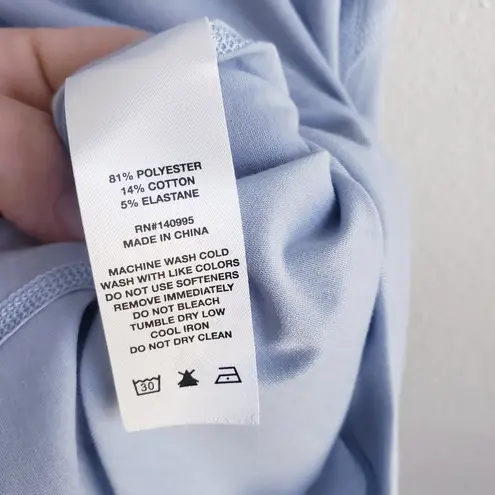 81% POLYESTER
14% COTTON
5% ELASTANE
RN#140995
MADE IN CHINA
MACHINE WASH COLD
WASH WITH LIKE COLORS
DO NOT USE SOFTENERS
REMOVE IMMEDIATELY
DO NOT BLEACH
TUMBLE DRY LOW
COOL IRON
DO NOT DRY CLEAN
30